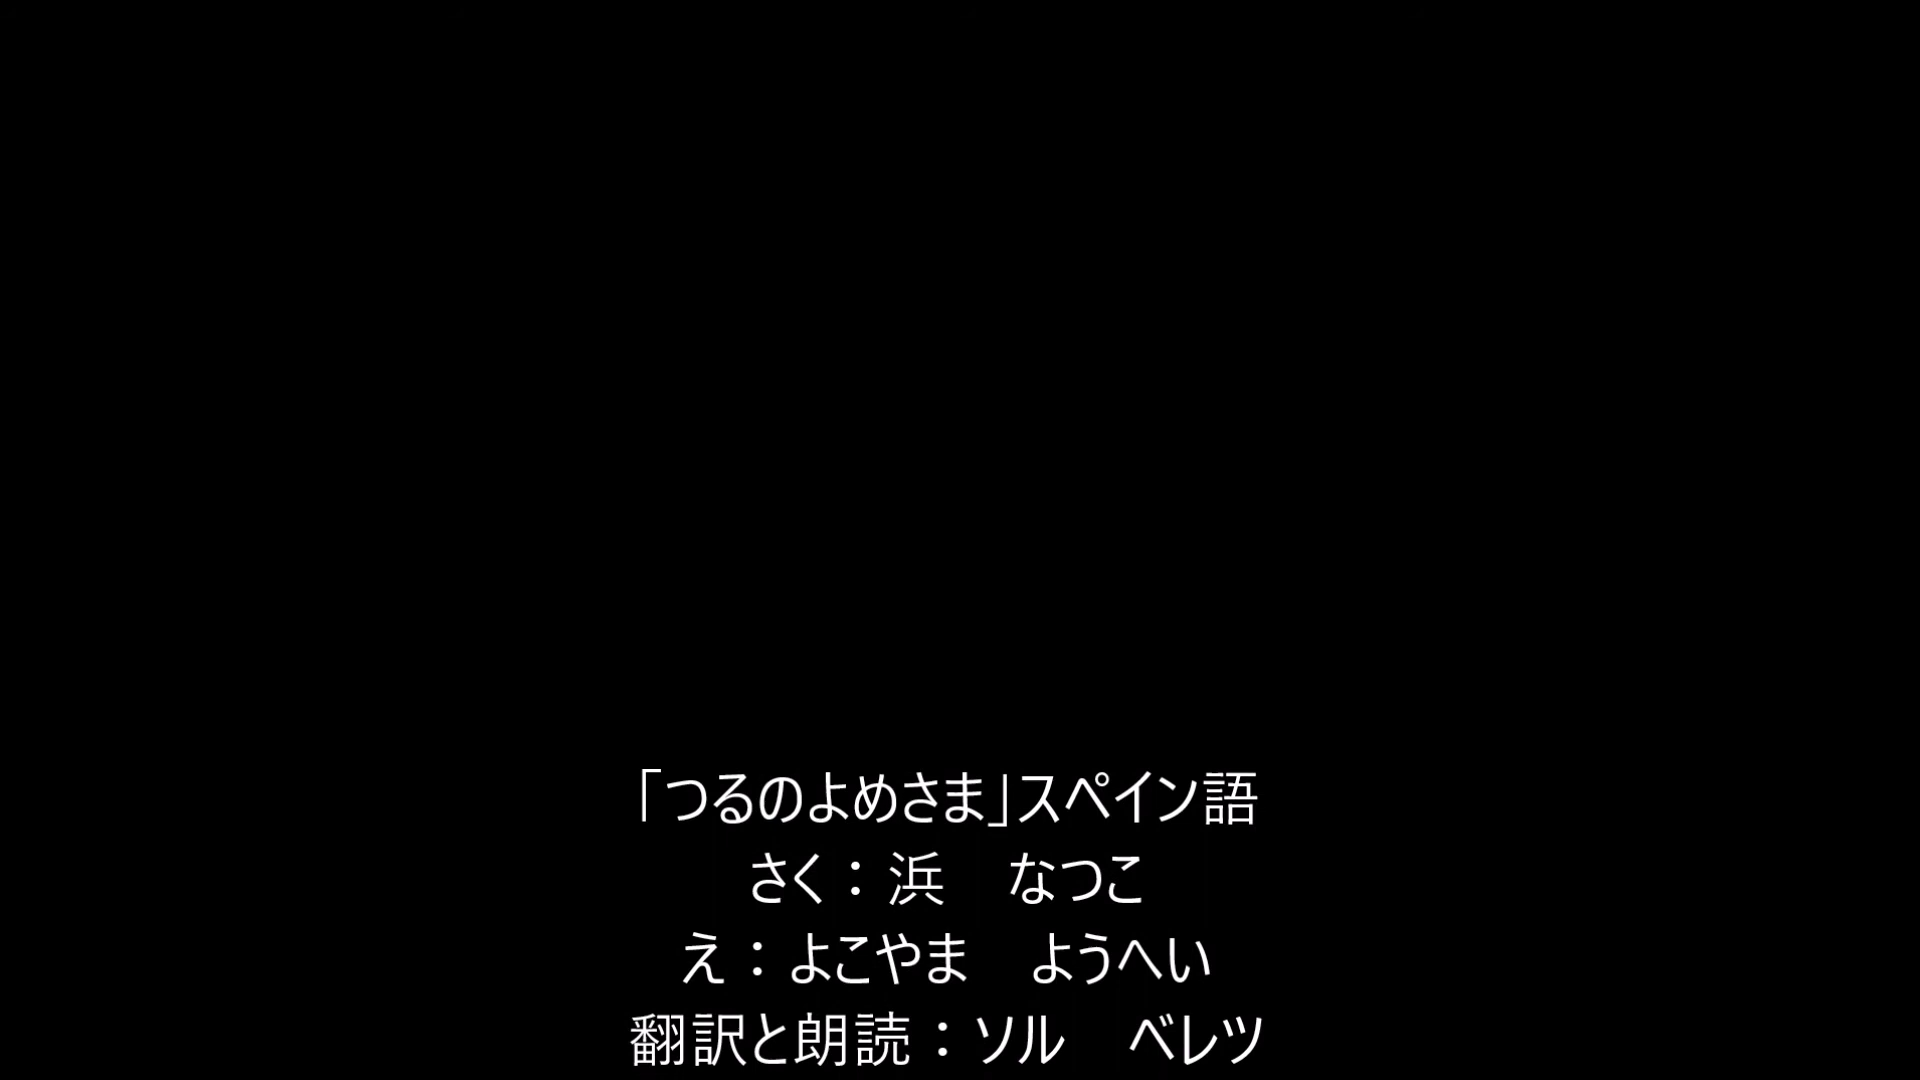 「つるのよめさま」スペイン語
さく：浜　なつこ
え：よこやま　ようへい
翻訳と朗読：ソル　ベレツ